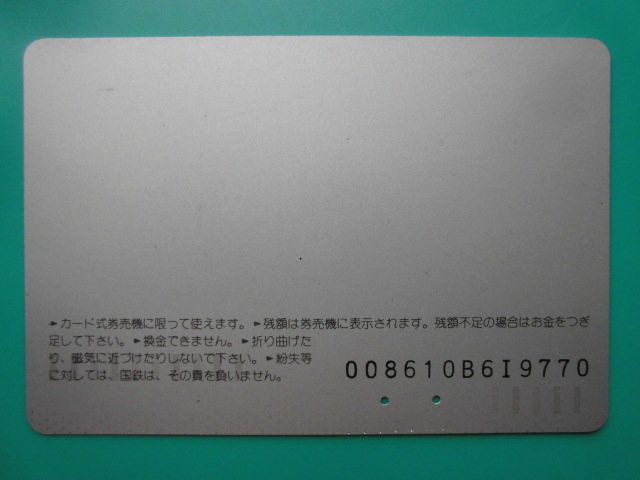 ►カード式券売機に限って使えます。►残額は券売機に表示されます。残額不足の場合はお金をつぎ
足して下さい。►換金できません。►折り曲げた
り、磁気に近づけたりしないで下さい。►紛失等
に対しては、国鉄は、その責を負いません。
008610B6I9770